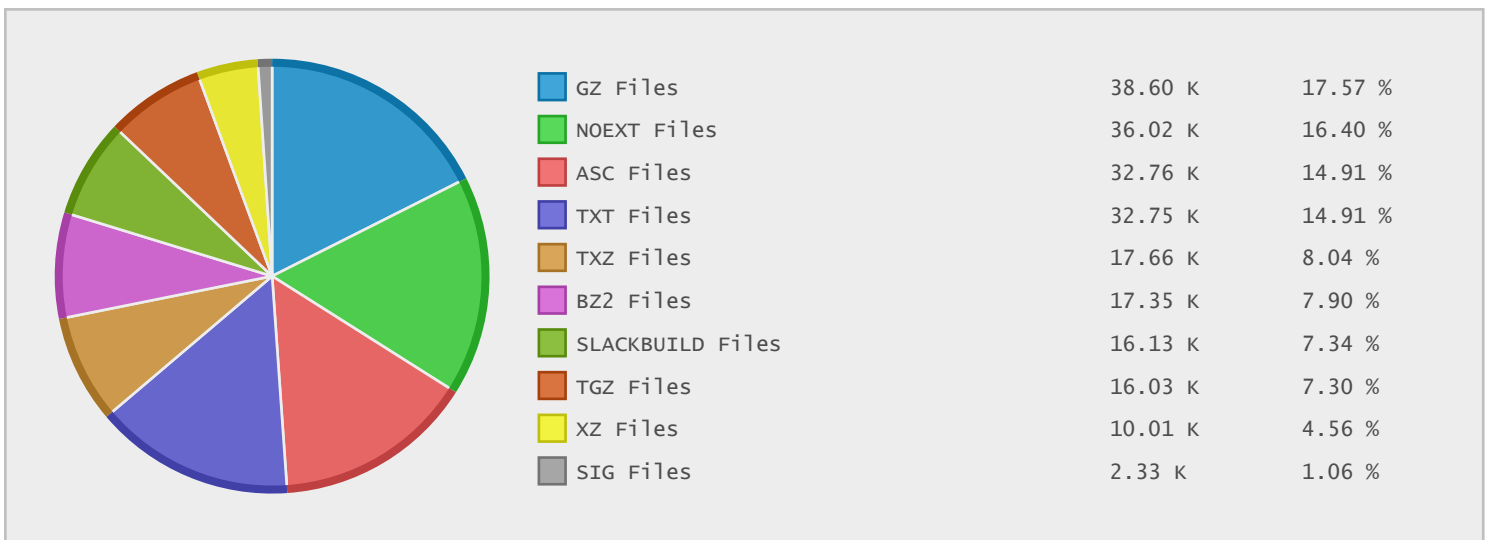 GZ Files 38.60 K 17.57 %
NOEXT Files 36.02 K 16.40 %
ASC Files 32.76 K 14.91 %
TXT Files 32.75 K 14.91 %
TXZ Files 17.66 K 8.04 %
BZ2 Files 17.35 K 7.90 %
SLACKBUILD Files 16.13 K 7.34 %
TGZ Files 16.03 K 7.30 %
XZ Files 10.01 K 4.56 %
SIG Files 2.33 K 1.06 %